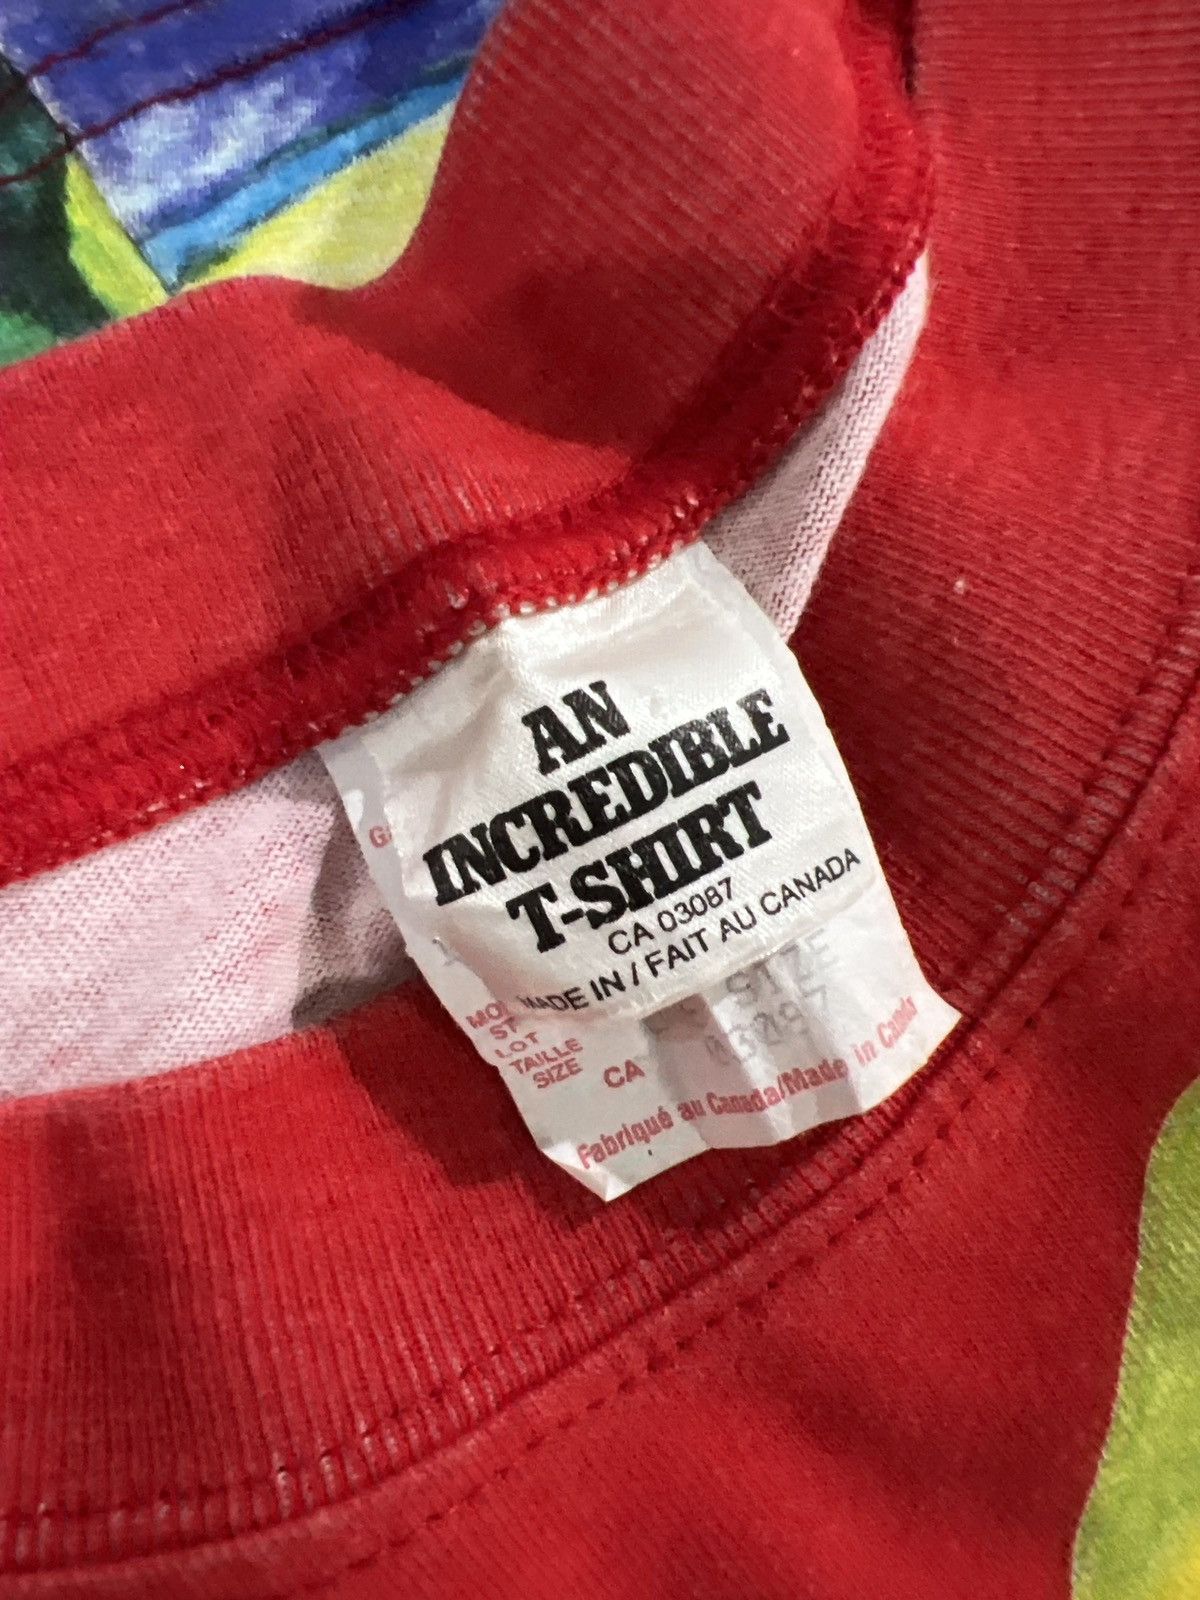 AN
INCREDIBLE
T-SHIRT
CA 03087
MADE IN / FAIT AU CANADA
LOT
TAILLE
SIZE
SIZE
CA
Fabriqué au Canada/Made in Canada